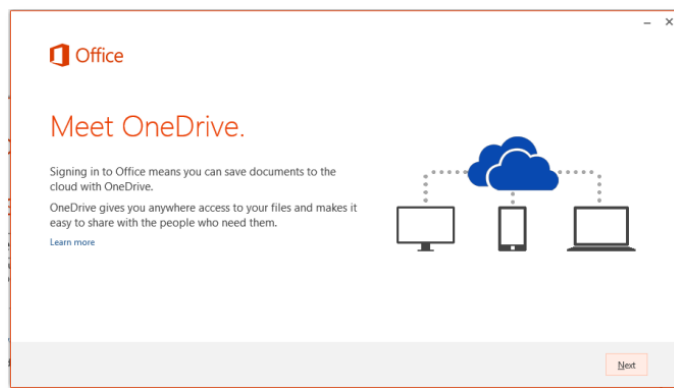 Office
Meet OneDrive.
Signing in to Office means you can save documents to the
cloud with OneDrive.
OneDrive gives you anywhere access to your files and makes it
easy to share with the people who need them.
Learn more
Next